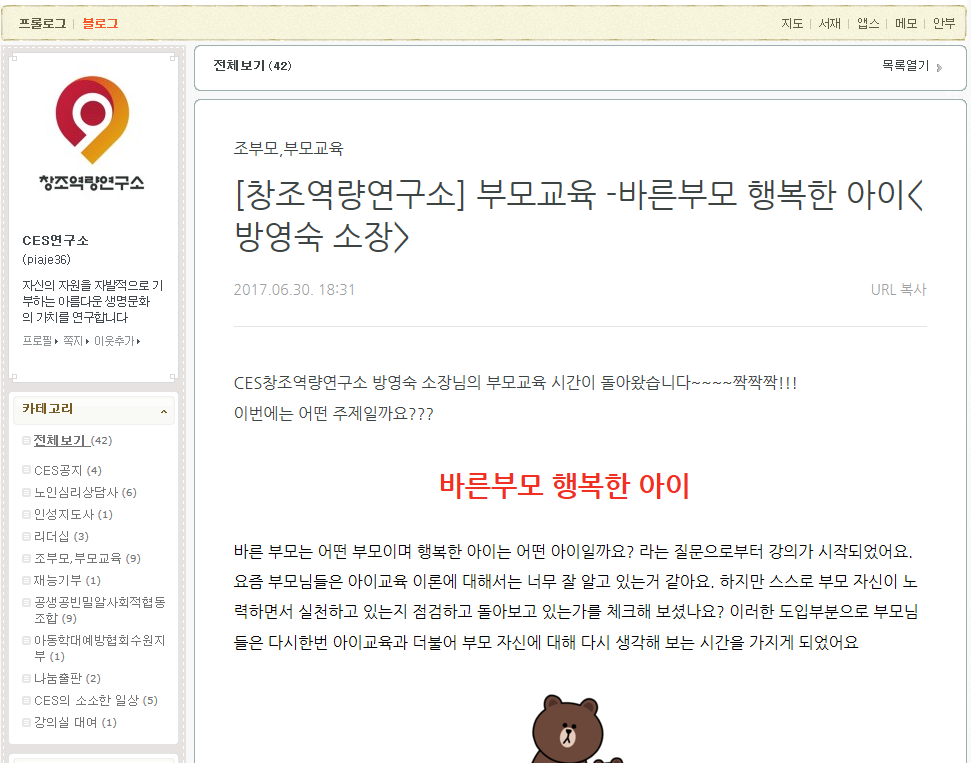 프롤로그 블로그
지도 서재 앱스 메모 안부
창조역량연구소
CES연구소
(piaje36)
자신의 자원을 자발적으로 기
부하는 아름다운 생명문화
의 가치를 연구합니다
프로필 쪽지 이웃추가
카테고리
전체보기 (42)
CES공지 (4)
노인심리상담사 (6)
인성지도사 (1)
리더십 (3)
조부모,부모교육 (9)
재능기부 (1)
공생공빈밀알사회적협동
조합 (9)
아동학대예방협회수원지
부 (1)
나눔출판 (2)
CES의 소소한 일상 (5)
강의실 대여 (1)
전체보기 (42)
목록열기
조부모,부모교육
[창조역량연구소] 부모교육 -바른부모 행복한 아이<
방영숙 소장>
2017.06.30. 18:31
URL 복사
CES창조역량연구소 방영숙 소장님의 부모교육 시간이 돌아왔습니다~~~~짝짝짝!!!
이번에는 어떤 주제일까요???
바른부모 행복한 아이
바른 부모는 어떤 부모이며 행복한 아이는 어떤 아이일까요? 라는 질문으로부터 강의가 시작되었어요.
요즘 부모님들은 아이교육 이론에 대해서는 너무 잘 알고 있는거 같아요. 하지만 스스로 부모 자신이 노
력하면서 실천하고 있는지 점검하고 돌아보고 있는가를 체크해 보셨나요? 이러한 도입부분으로 부모님
들은 다시한번 아이교육과 더불어 부모 자신에 대해 다시 생각해 보는 시간을 가지게 되었어요